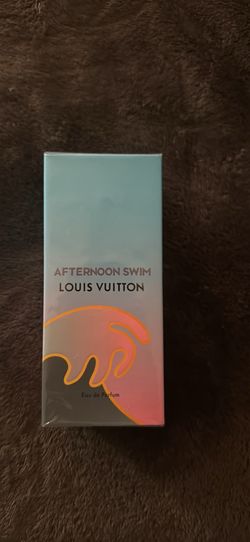 AFTERNOON SWIM
LOUIS VUITTON
Eau de Parfum